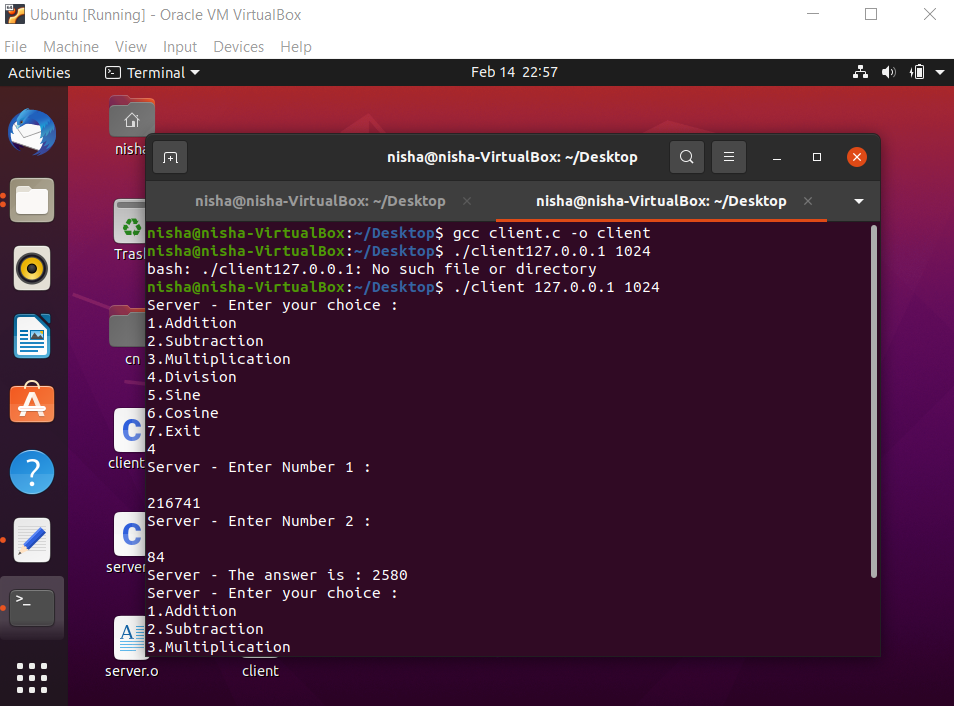 Ubuntu [Running] - Oracle VM VirtualBox
File Machine View Input Devices Help
Activities Terminal Feb 14 22:57
nisha
Trash
cn
client
server
server.o
client
nisha@nisha-VirtualBox: ~/Desktop
nisha@nisha-VirtualBox: ~/Desktop nisha@nisha-VirtualBox: ~/Desktop
nisha@nisha-VirtualBox:~/Desktop$ gcc client.c -o client
nisha@nisha-VirtualBox:~/Desktop$ ./client127.0.0.1 1024
bash: ./client127.0.0.1: No such file or directory
nisha@nisha-VirtualBox:~/Desktop$ ./client 127.0.0.1 1024
Server - Enter your choice :
1.Addition
2.Subtraction
3.Multiplication
4.Division
5.Sine
6.Cosine
7.Exit
4
Server - Enter Number 1 :
216741
Server - Enter Number 2 :
84
Server - The answer is : 2580
Server - Enter your choice :
1.Addition
2.Subtraction
3.Multiplication